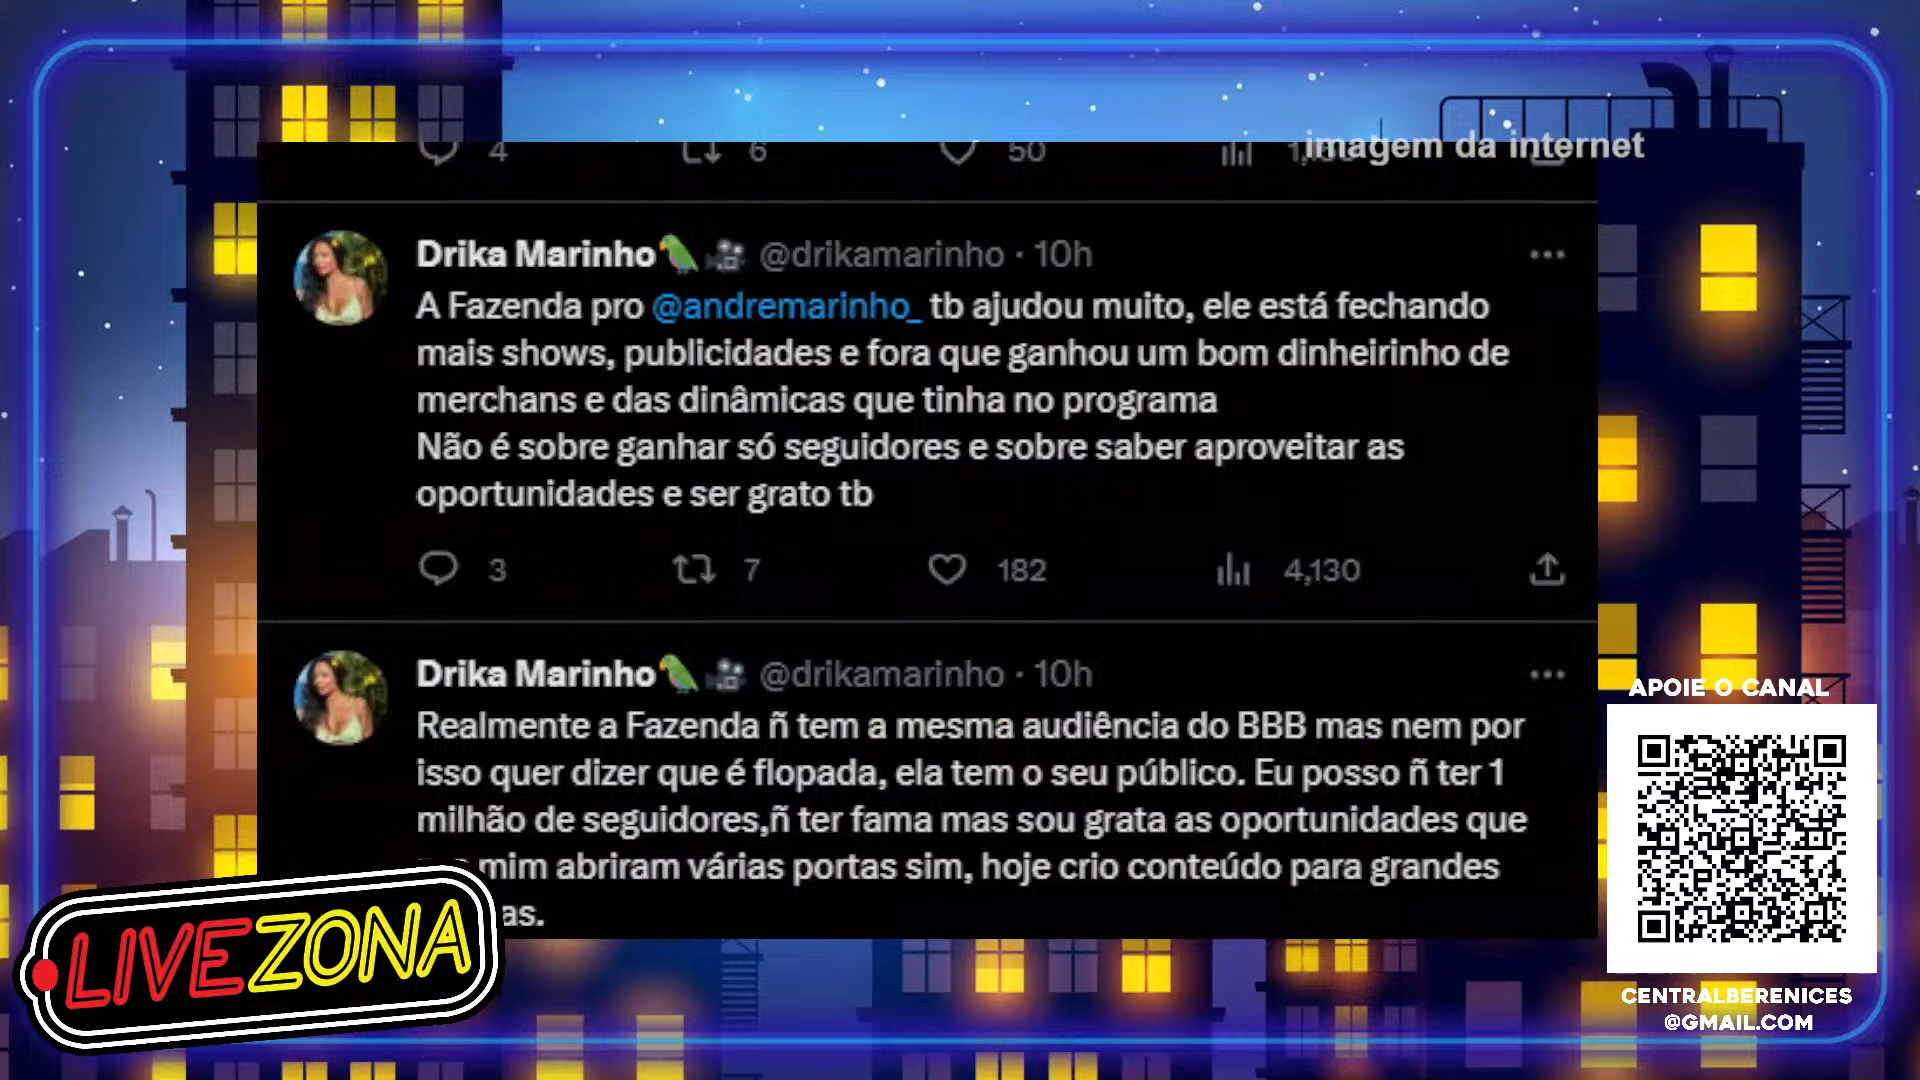 4 6 50
imagem da internet
Drika Marinho @drikamarinho · 10h
A Fazenda pro @andremarinho_ tb ajudou muito, ele está fechando
mais shows, publicidades e fora que ganhou um bom dinheirinho de
merchans e das dinâmicas que tinha no programa
Não é sobre ganhar só seguidores e sobre saber aproveitar as
oportunidades e ser grato tb
3 7 182 4,130
Drika Marinho @drikamarinho · 10h
Realmente a Fazenda ñ tem a mesma audiência do BBB mas nem por
isso quer dizer que é flopada, ela tem o seu público. Eu posso ñ ter 1
milhão de seguidores,ñ ter fama mas sou grata as oportunidades que
mim abriram várias portas sim, hoje crio conteúdo para grandes
as.
LIVEZONA
APOIE O CANAL
CENTRALBERENICES
@GMAIL.COM